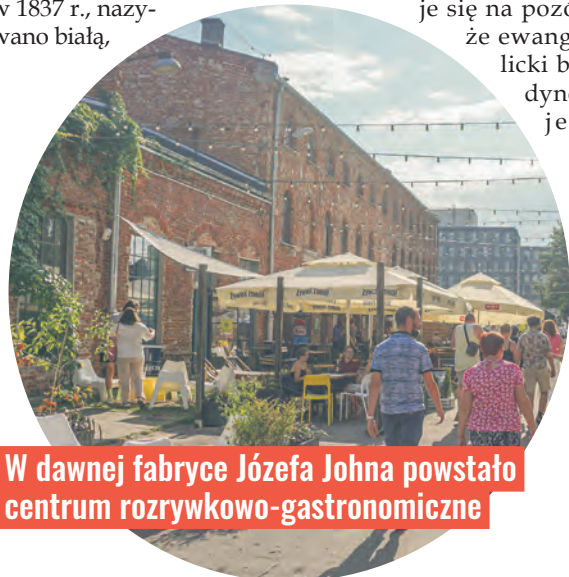 w 1837 r., nazy-
wano białą,
je się na pozó
że ewang
licki b
dyn
je
W dawnej fabryce Józefa Johna powstało
centrum rozrywkowo-gastronomiczne